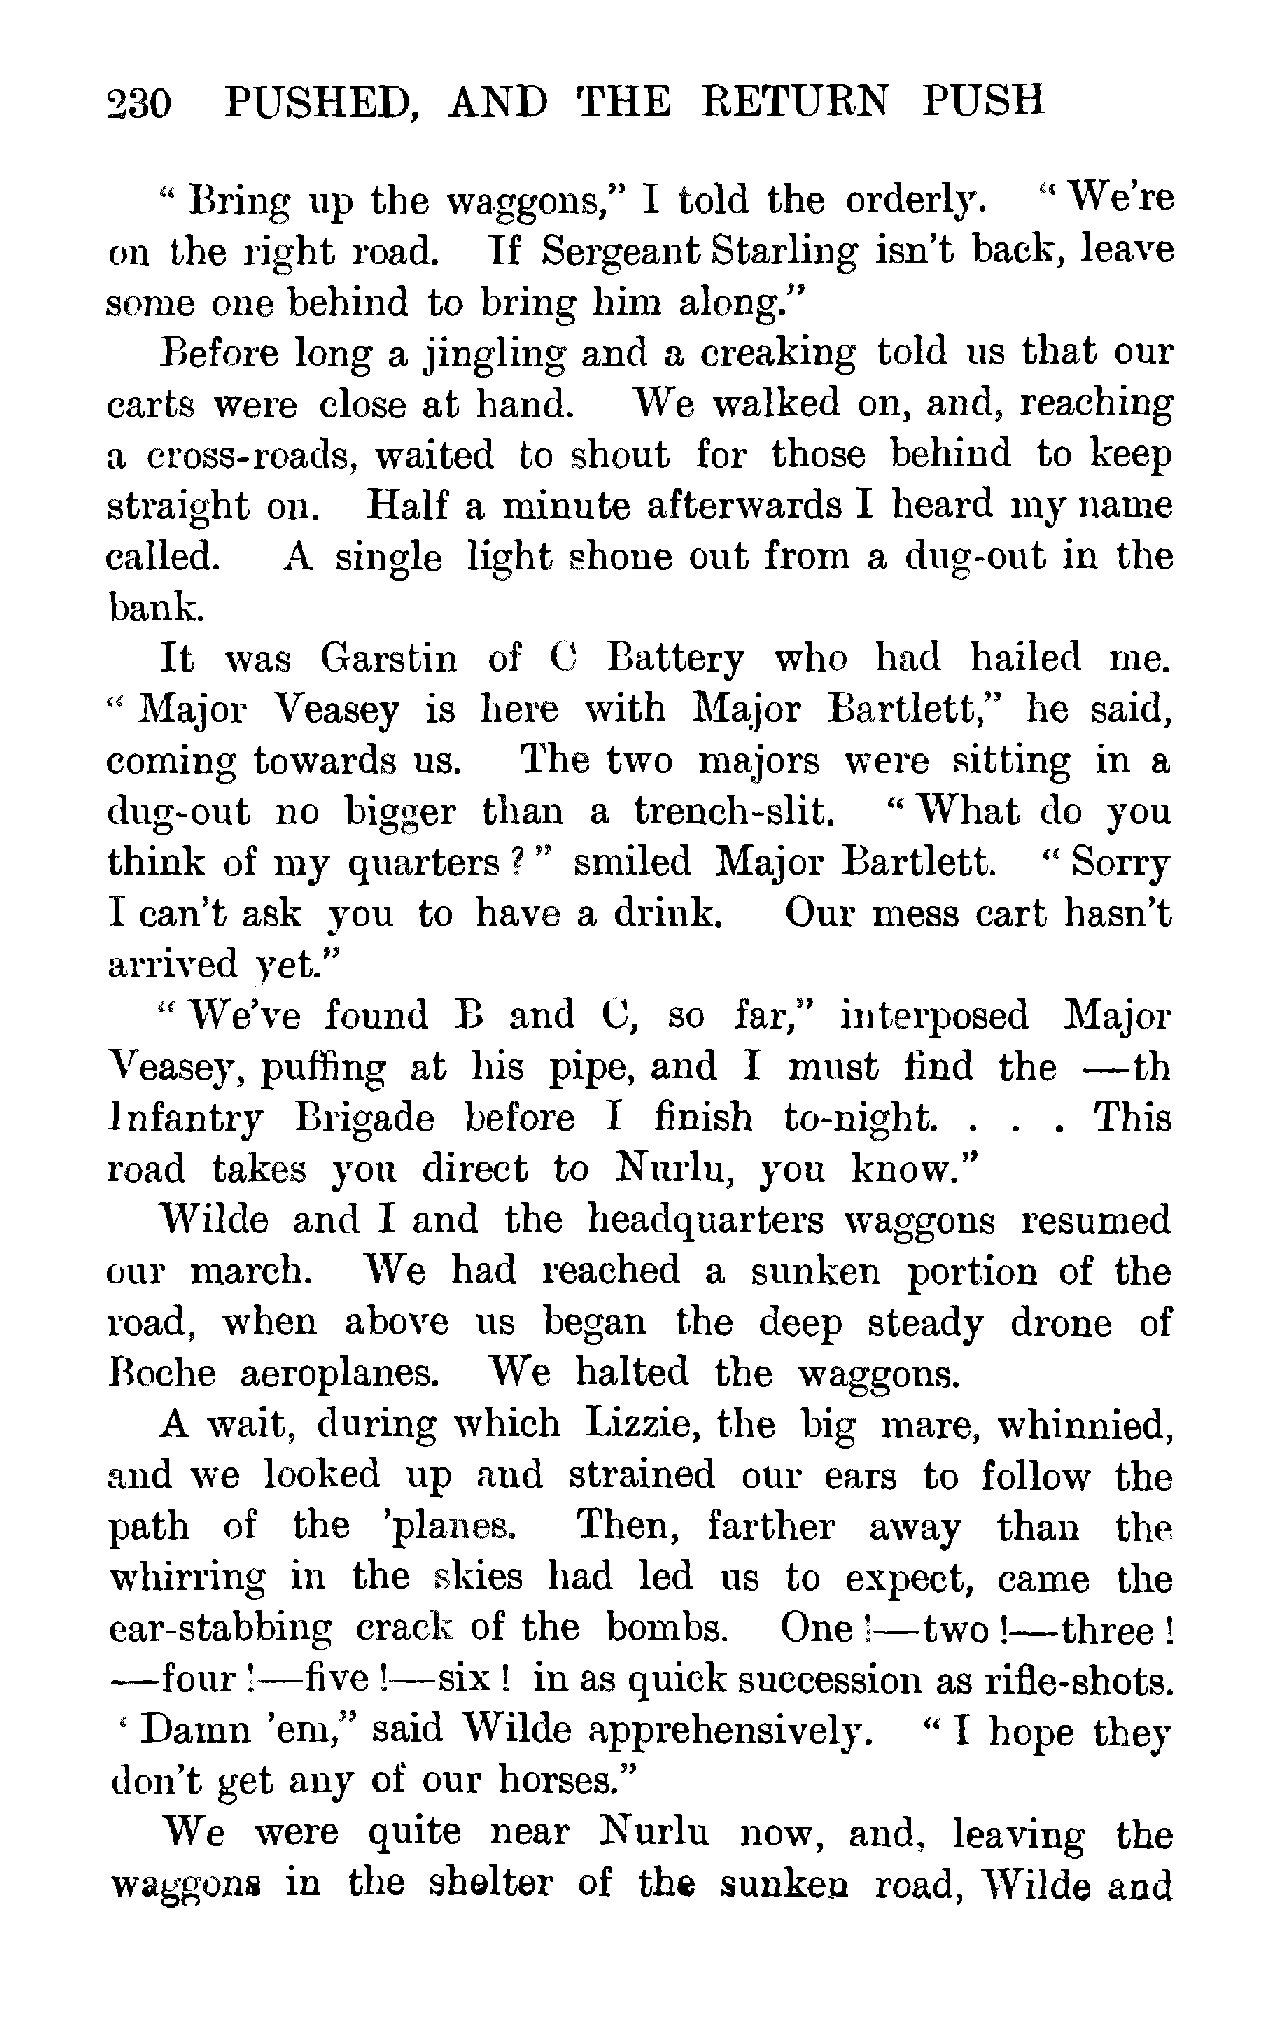 230 PUSHED, AND THE RETURN PUSH
“ Bring up the waggons,” I told the orderly. “ We're
on the right road. If Sergeant Starling isn't back, leave
some one behind to bring him along.”
Before long a jingling and a creaking told us that our
carts were close at hand. We walked on, and, reaching
a cross-roads, waited to shout for those behind to keep
straight on. Half a minute afterwards I heard my name
called. A single light shone out from a dug-out in the
bank.
It was Garstin of C Battery who had hailed me.
“ Major Veasey is here with Major Bartlett,” he said,
coming towards us. The two majors were sitting in a
dug-out no bigger than a trench-slit. “ What do you
think of my quarters ? ” smiled Major Bartlett. “ Sorry
I can't ask you to have a drink. Our mess cart hasn't
arrived yet.”
“ We've found B and C, so far,” interposed Major
Veasey, puffing at his pipe, and I must find the —th
Infantry Brigade before I finish to-night. . . . This
road takes you direct to Nurlu, you know.”
Wilde and I and the headquarters waggons resumed
our march. We had reached a sunken portion of the
road, when above us began the deep steady drone of
Boche aeroplanes. We halted the waggons.
A wait, during which Lizzie, the big mare, whinnied,
and we looked up and strained our ears to follow the
path of the 'planes. Then, farther away than the
whirring in the skies had led us to expect, came the
ear-stabbing crack of the bombs. One !—two !—three !
—four !—five !—six ! in as quick succession as rifle-shots.
‘ Damn 'em,” said Wilde apprehensively. “ I hope they
don't get any of our horses.”
We were quite near Nurlu now, and, leaving the
waggons in the shelter of the sunken road, Wilde and